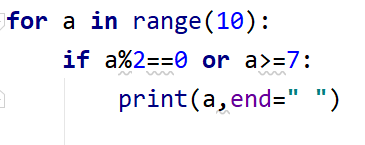 for a in range(10):
    if a%2==0 or a>=7:
        print(a,end=" ")